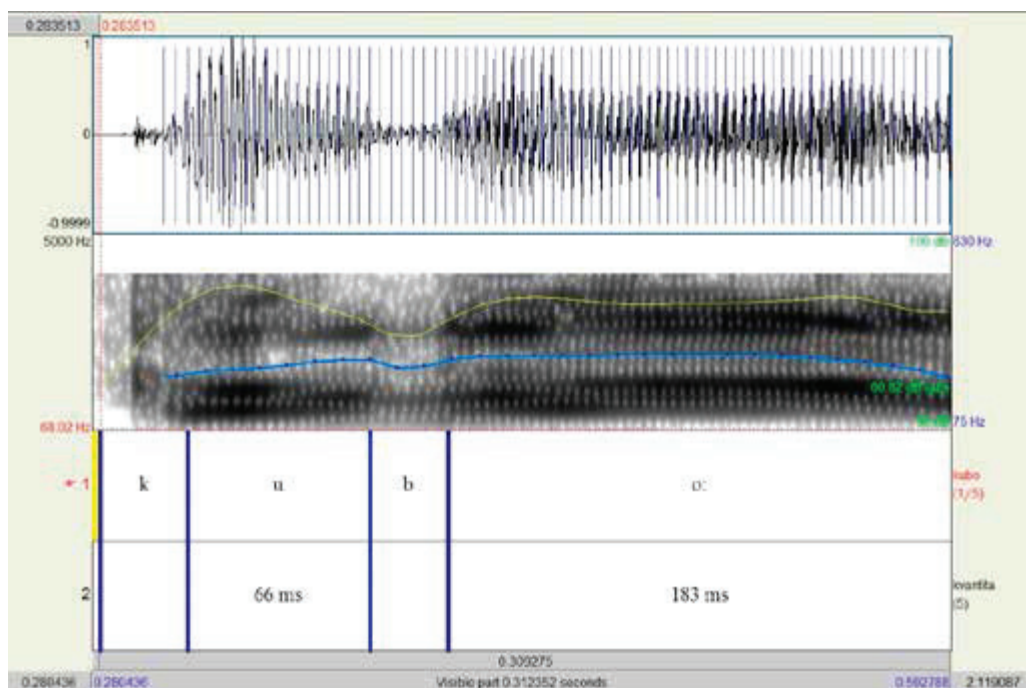 0.283513 0.283513
1
0
-0.9999
5000 Hz 100 dB 630 Hz
68.02 Hz 75 Hz
1 k u b o: kubo
(1/5)
2 66 ms 183 ms
(5)
0.309275
0.280436 0.280436 Visible part 0.312352 seconds 0.592788 2.119087